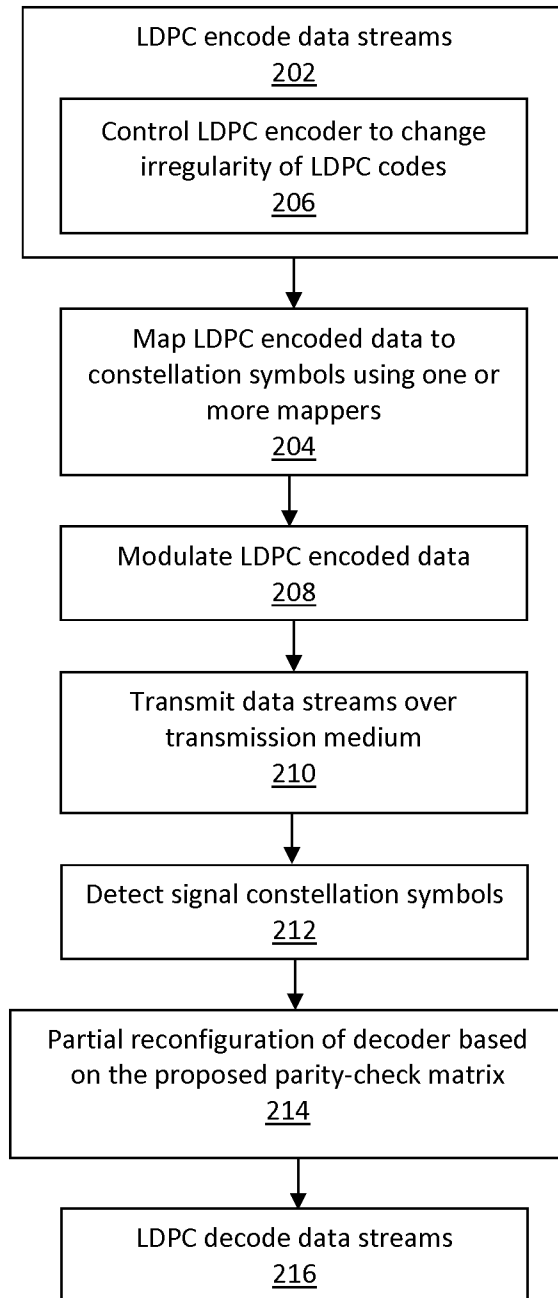 LDPC encode data streams
202
Control LDPC encoder to change
irregularity of LDPC codes
206
Map LDPC encoded data to
constellation symbols using one or
more mappers
204
Modulate LDPC encoded data
208
Transmit data streams over
transmission medium
210
Detect signal constellation symbols
212
Partial reconfiguration of decoder based
on the proposed parity-check matrix
214
LDPC decode data streams
216